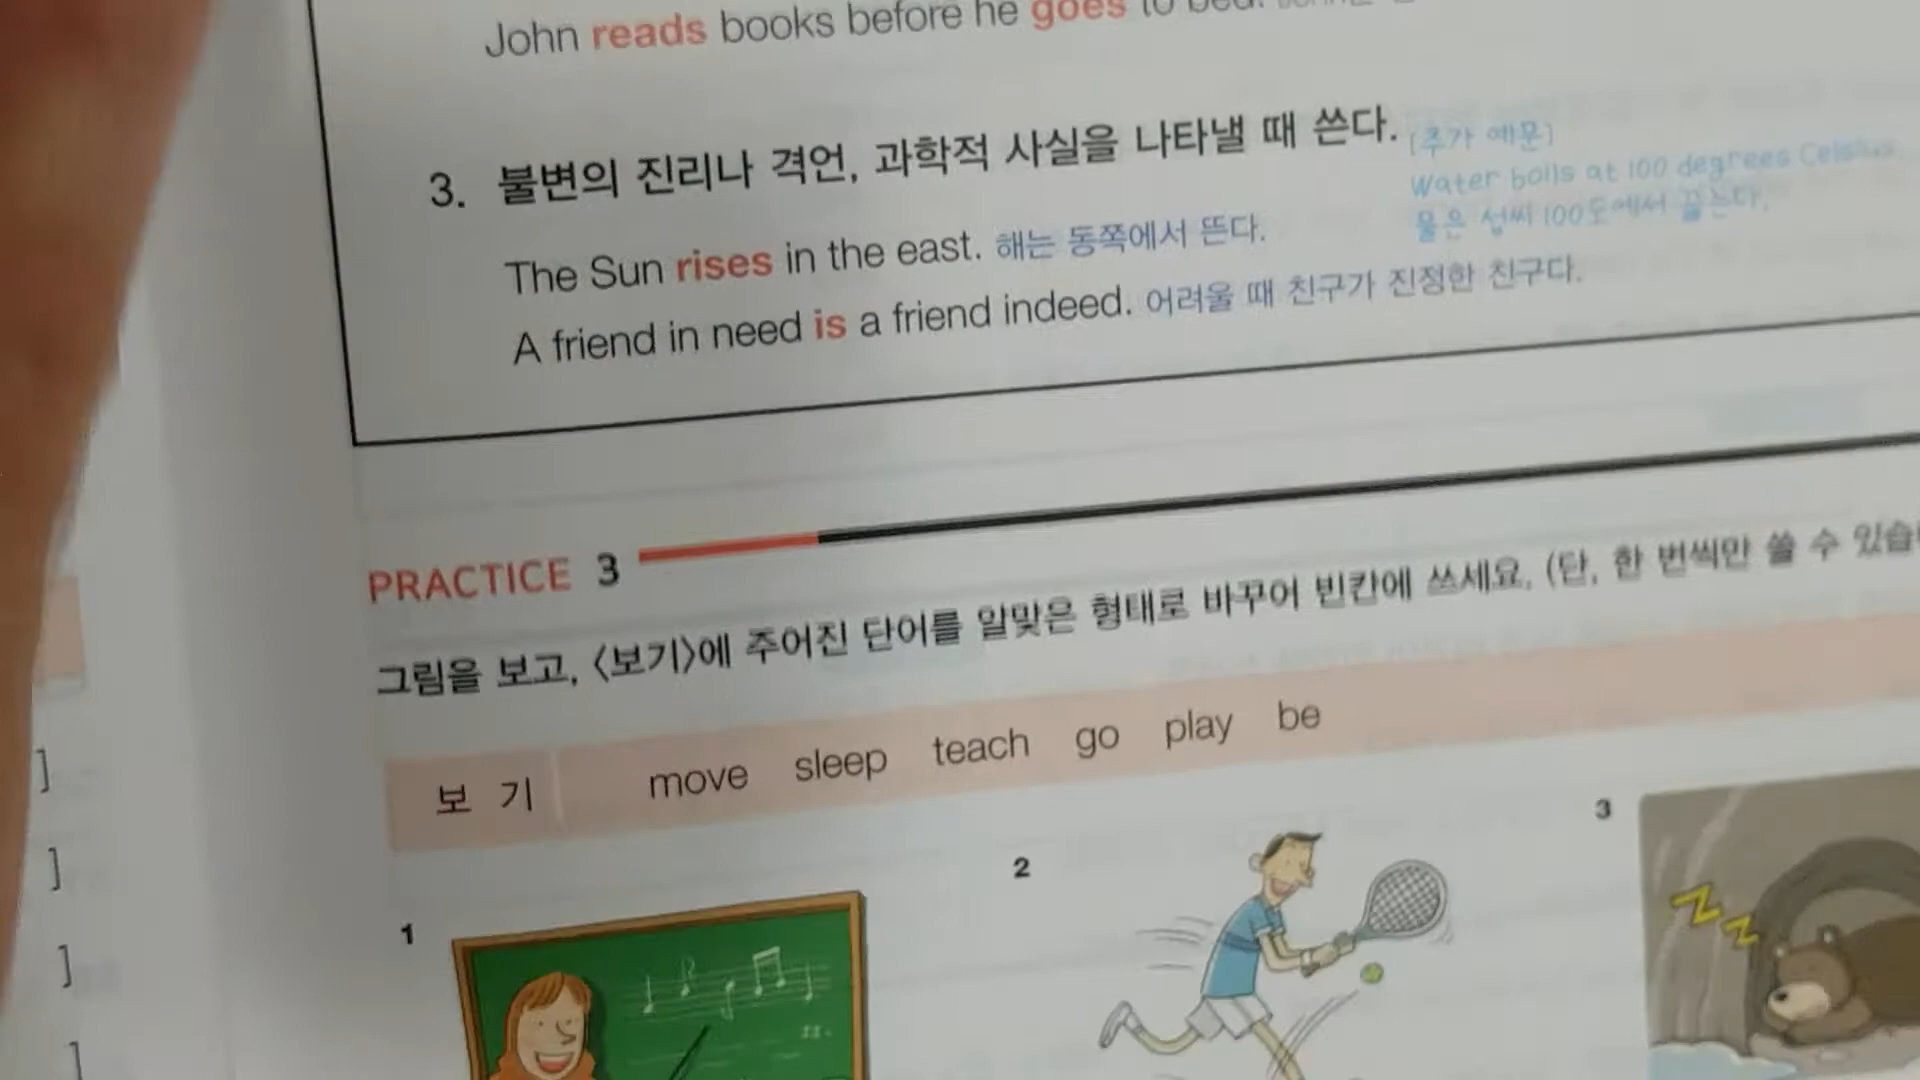 John reads books before he goes to bed.
3. 불변의 진리나 격언, 과학적 사실을 나타낼 때 쓴다.
[추가 예문]
Water boils at 100 degrees Celsius
물은 섭씨 100도에서 끓는다.
The Sun rises in the east. 해는 동쪽에서 뜬다.
A friend in need is a friend indeed. 어려울 때 친구가 진정한 친구다.
PRACTICE 3
그림을 보고, <보기>에 주어진 단어를 알맞은 형태로 바꾸어 빈칸에 쓰세요. (단, 한 번씩만 쓸 수 있습
보 기 move sleep teach go play be
1
2
3
Z Z
]
]
]
]